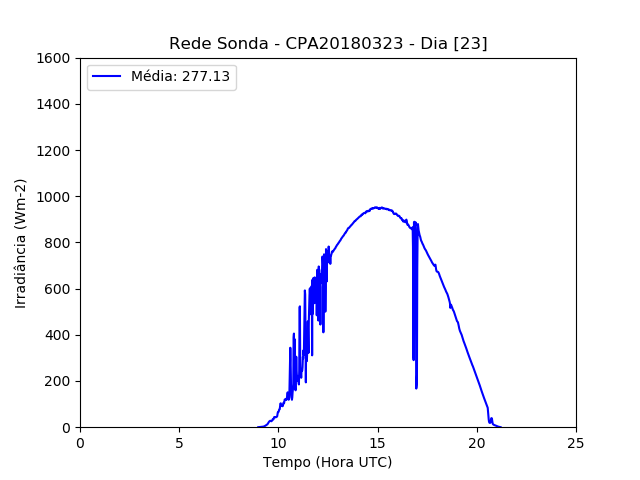 Rede Sonda - CPA20180323 - Dia [23]
Média: 277.13
1600
1400
1200
1000
800
600
400
200
0
Irradiância (Wm-2)
0 5 10 15 20 25
Tempo (Hora UTC)